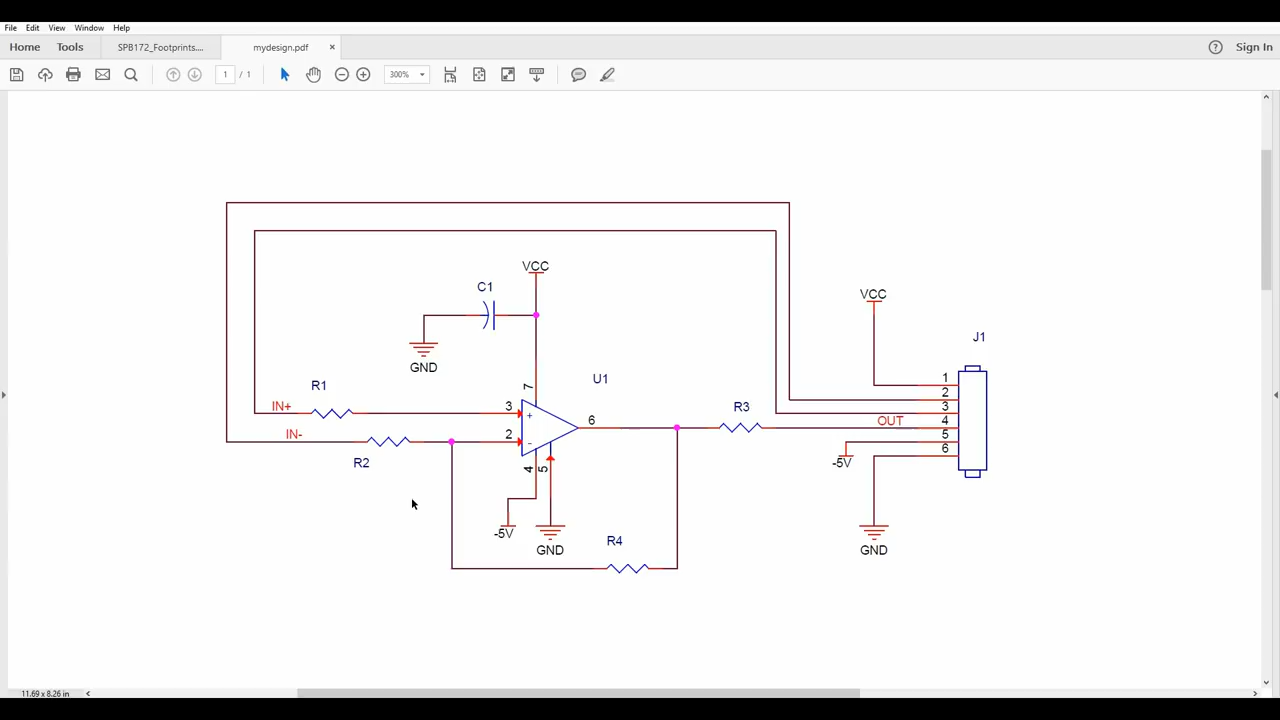 File Edit View Window Help
Home Tools SPB172_Footprints.... mydesign.pdf × ? Sign In
1 / 1 300%
VCC
C1
VCC
J1
GND
R1
7
U1
1
2
IN+
3
+
6
R3
3
OUT
4
IN-
2
-
5
-5V
6
R2
4
5
-5V
GND
R4
GND
11.69 x 8.26 in